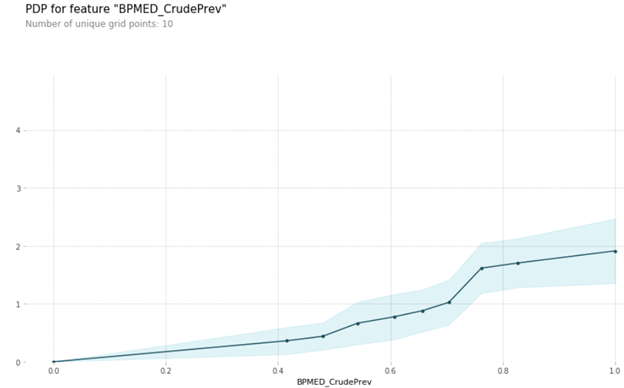 PDP for feature "BPMED_CrudePrev"
Number of unique grid points: 10
4
3
2
1
0
0.0 0.2 0.4 0.6 0.8 1.0
BPMED_CrudePrev